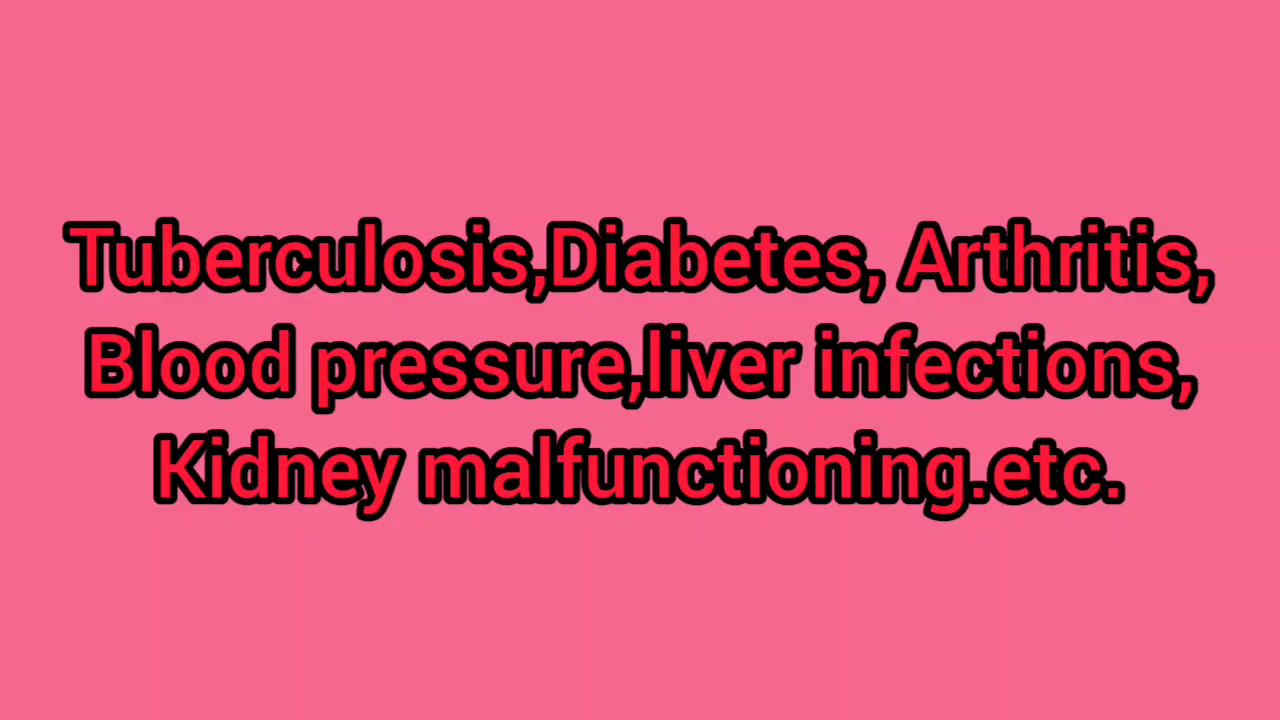 Tuberculosis,Diabetes, Arthritis,
Blood pressure,liver infections,
Kidney malfunctioning.etc.